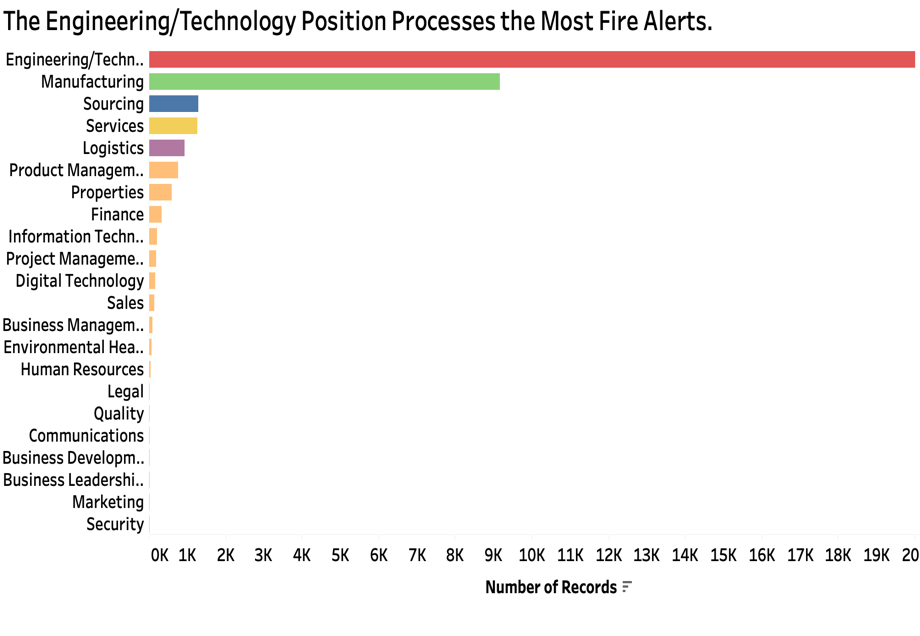 The Engineering/Technology Position Processes the Most Fire Alerts.
Engineering/Techn..
Manufacturing
Sourcing
Services
Logistics
Product Managem..
Properties
Finance
Information Techn..
Project Manageme..
Digital Technology
Sales
Business Managem..
Environmental Hea..
Human Resources
Legal
Quality
Communications
Business Developm..
Business Leadershi..
Marketing
Security
0K 1K 2K 3K 4K 5K 6K 7K 8K 9K 10K 11K 12K 13K 14K 15K 16K 17K 18K 19K 20
Number of Records